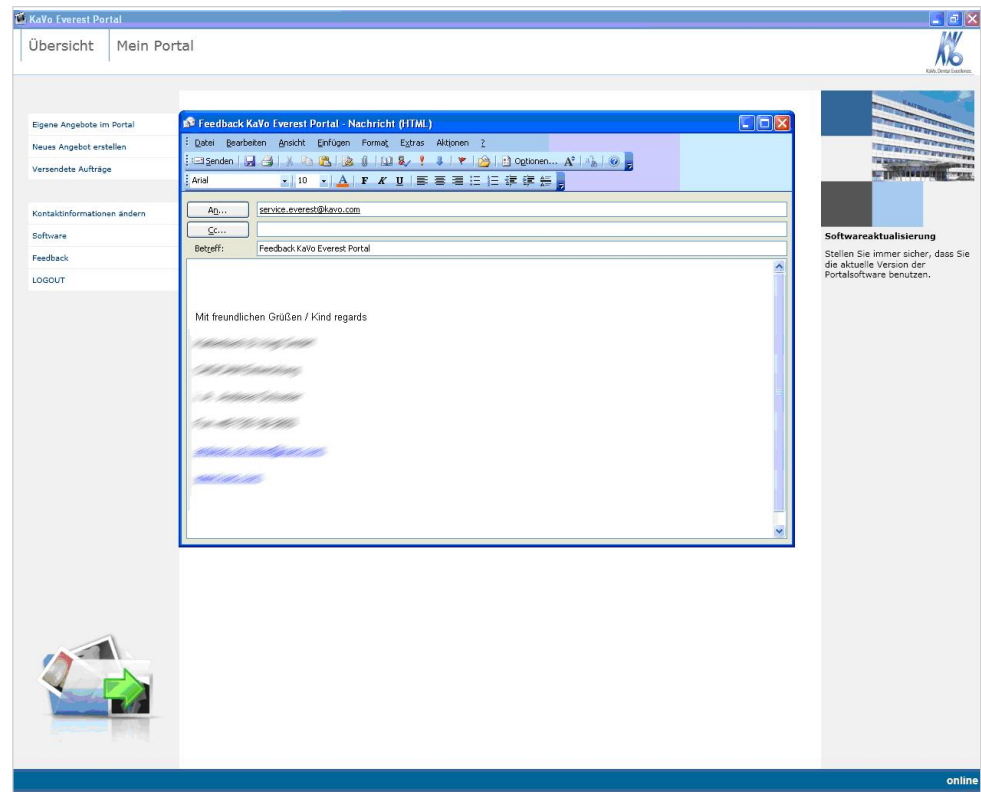 KaVo Everest Portal
Übersicht
Mein Portal
KaVo. Dental Excellence.
Eigene Angebote im Portal
Neues Angebot erstellen
Versendete Aufträge
Kontaktinformationen ändern
Software
Feedback
LOGOUT
Feedback KaVo Everest Portal - Nachricht (HTML)
Datei Bearbeiten Ansicht Einfügen Format Extras Aktionen ?
Senden Optionen...
Arial 10 F K U
An... service.everest@kavo.com
Cc...
Betreff: Feedback KaVo Everest Portal
Mit freundlichen Grüßen / Kind regards
Softwareaktualisierung
Stellen Sie immer sicher, dass Sie
die aktuelle Version der
Portalsoftware benutzen.
online